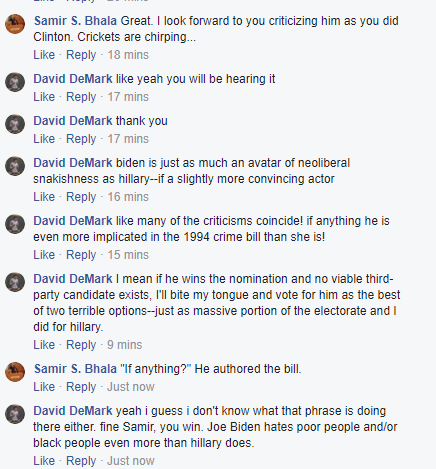 Samir S. Bhala Great. I look forward to you criticizing him as you did
Clinton. Crickets are chirping...
Like · Reply · 18 mins
David DeMark like yeah you will be hearing it
Like · Reply · 17 mins
David DeMark thank you
Like · Reply · 17 mins
David DeMark biden is just as much an avatar of neoliberal
snakishness as hillary--if a slightly more convincing actor
Like · Reply · 16 mins
David DeMark like many of the criticisms coincide! if anything he is
even more implicated in the 1994 crime bill than she is!
Like · Reply · 15 mins
David DeMark I mean if he wins the nomination and no viable third-
party candidate exists, I'll bite my tongue and vote for him as the best
of two terrible options--just as massive portion of the electorate and I
did for hillary.
Like · Reply · 9 mins
Samir S. Bhala "If anything?" He authored the bill.
Like · Reply · Just now
David DeMark yeah i guess i don't know what that phrase is doing
there either. fine Samir, you win. Joe Biden hates poor people and/or
black people even more than hillary does.
Like · Reply · Just now